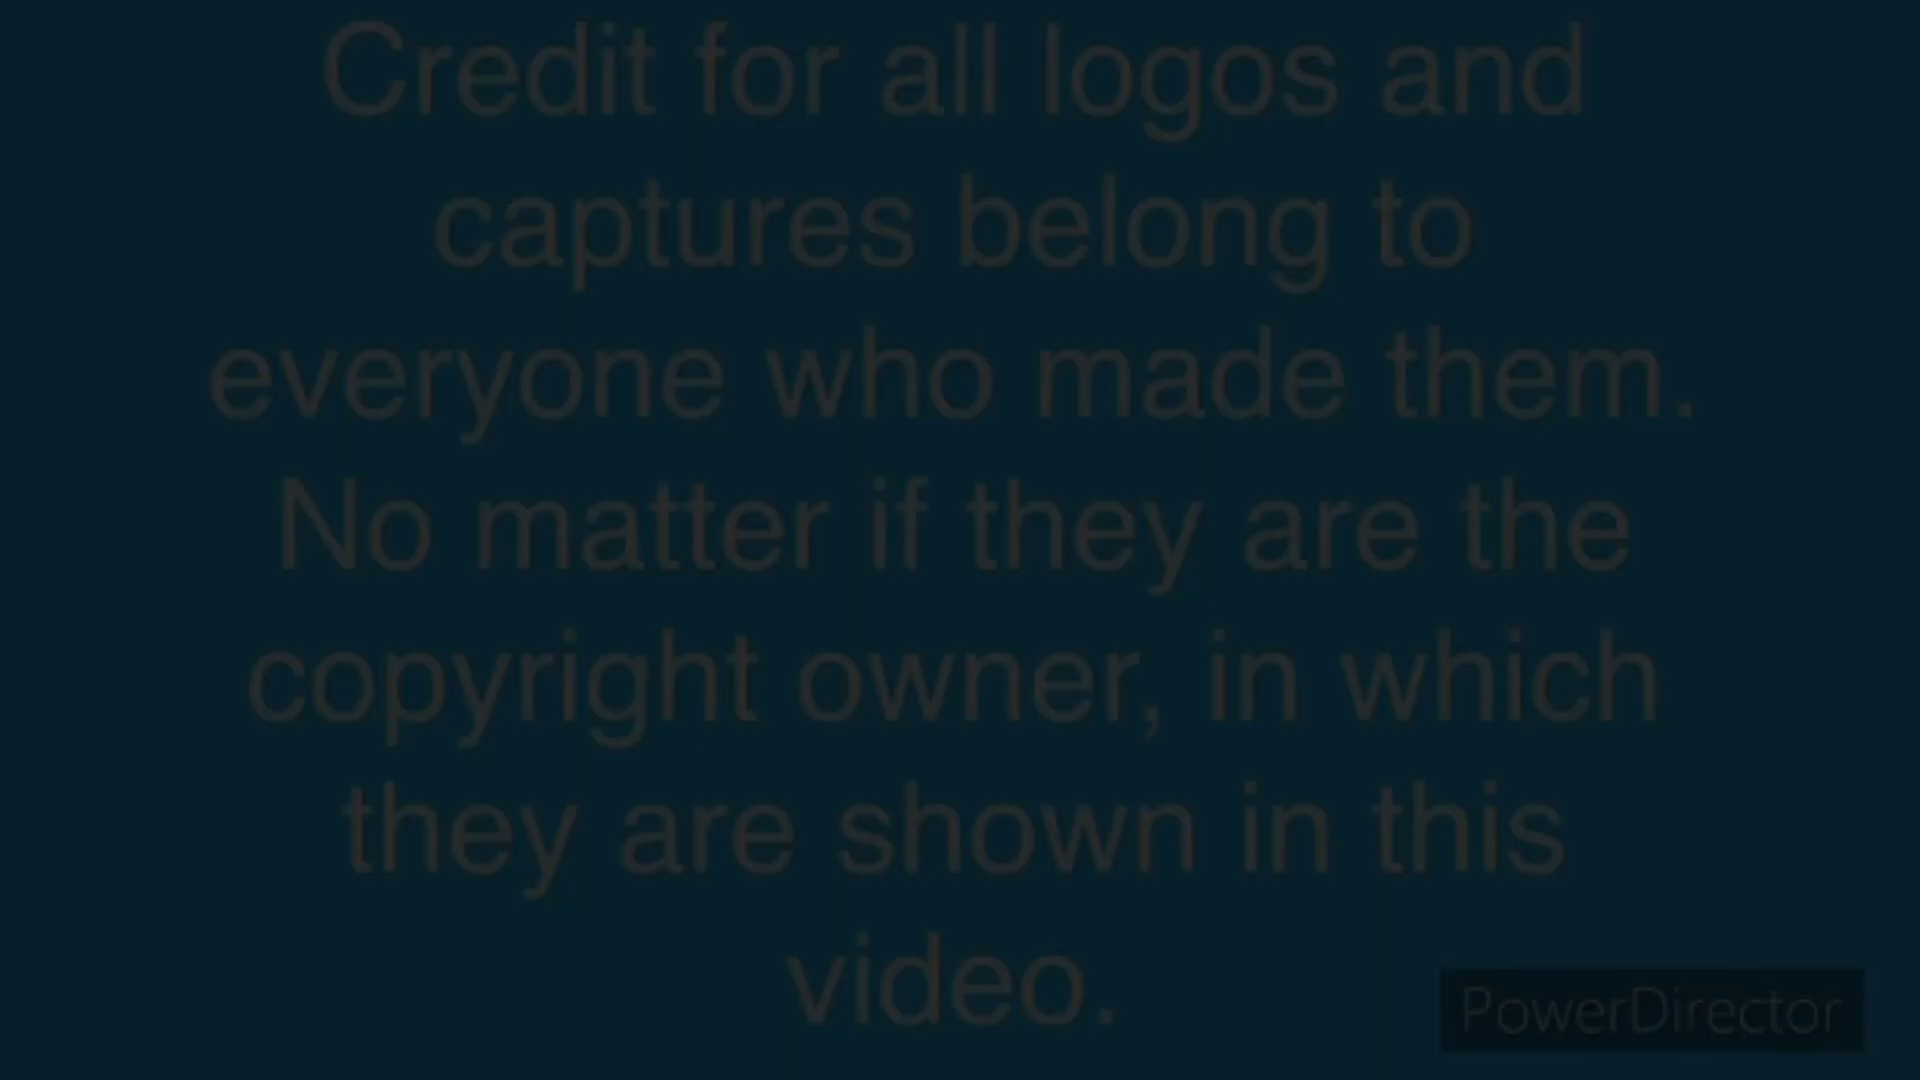 Credit for all logos and
captures belong to
everyone who made them.
No matter if they are the
copyright owner, in which
they are shown in this
video.
PowerDirector